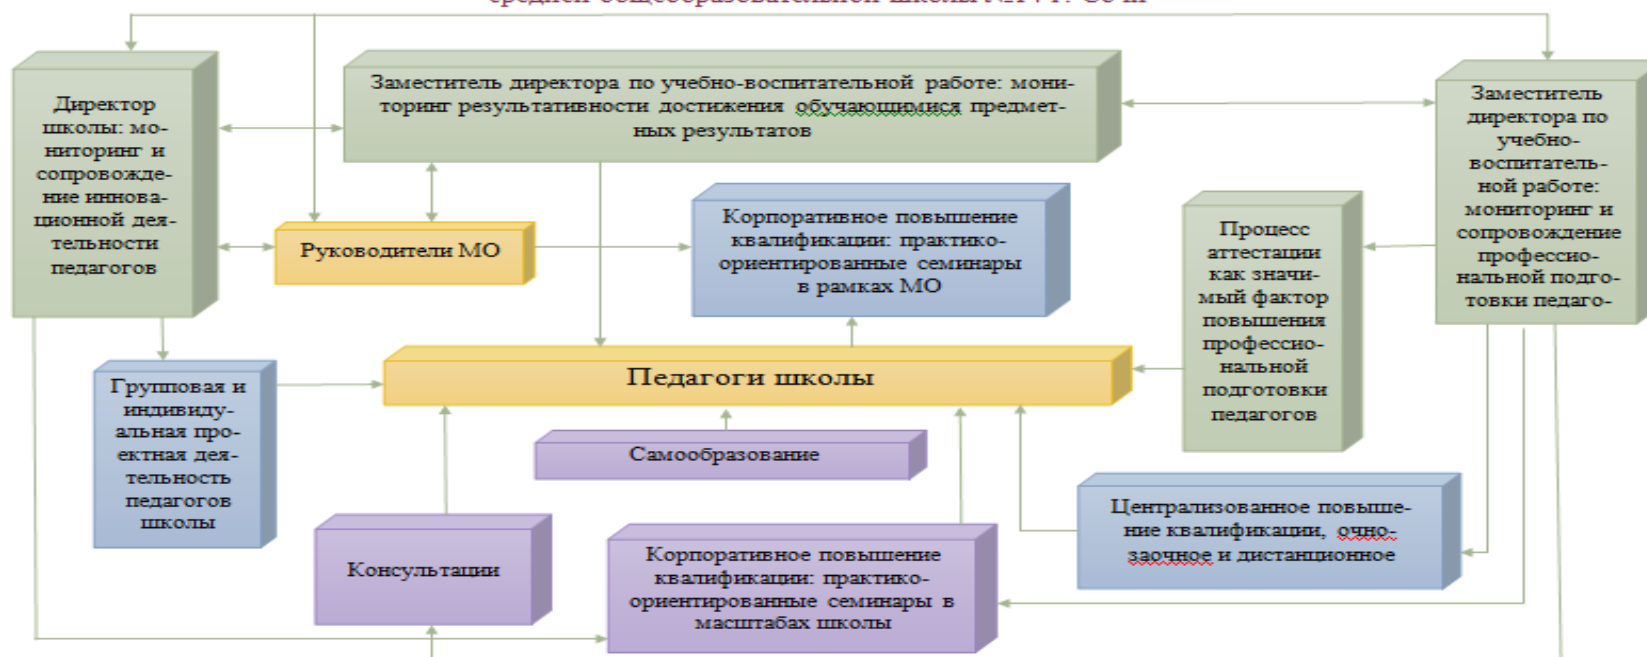 средней общеобразовательной школы №
Директор
школы: мо-
ниторинг и
сопровожде-
ние иннова-
ционной дея-
тельности
педагогов
Заместитель директора по учебно-воспитательной работе: мони-
торинг результативности достижения обучающимися предмет-
ных результатов
Заместитель
директора по
учебно-
воспитатель-
ной работе:
мониторинг и
сопровождение
профессио-
нальной подго-
товки педаго-
Руководители МО
Корпоративное повышение
квалификации: практико-
ориентированные семинары
в рамках МО
Процесс
аттестации
как значи-
мый фактор
повышения
профессио-
нальной
подготовки
педагогов
Групповая и
индивиду-
альная про-
ектная дея-
тельность
педагогов
школы
Педагоги школы
Самообразование
Консультации
Корпоративное повышение
квалификации: практико-
ориентированные семинары в
масштабах школы
Централизованное повыше-
ние квалификации, очно-
заочное и дистанционное